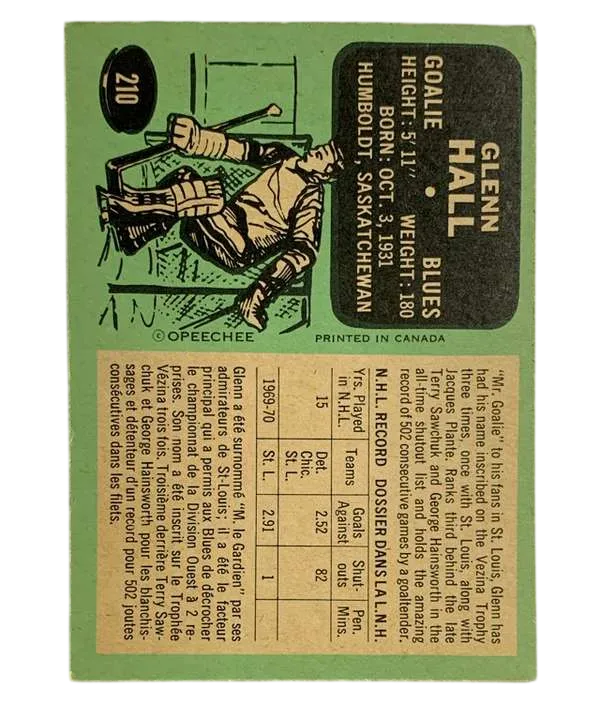 210
GLENN
HALL
GOALIE • BLUES
HEIGHT: 5'11" WEIGHT: 180
BORN: OCT. 3, 1931
HUMBOLDT, SASKATCHEWAN
© OPEECHEE
PRINTED IN CANADA
"Mr. Goalie" to his fans in St. Louis, Glenn has
had his name inscribed on the Vezina Trophy
three times, once with St. Louis, along with
Jacques Plante. Ranks third behind the late
Terry Sawchuk and George Hainsworth in the
all-time shutout list and holds the amazing
record of 502 consecutive games by a goaltender.
N.H.L. RECORD DOSSIER DANS LA L.N.H.
Yrs. Played in N.H.L. Teams Goals Against Shut-outs Pen. Mins.
15 Det. 2.52 82
Chic.
St. L.
1969-70 St. L. 2.91 1
Glenn a été surnommé "M. le Gardien" par ses
admirateurs de St-Louis; il a été le facteur
principal qui a permis aux Blues de décrocher
le championnat de la Division Ouest à 2 re-
prises. Son nom a été inscrit sur le Trophée
Vézina trois fois. Troisième derrière Terry Saw-
chuk et George Hainsworth pour les blanchis-
sages et détenteur d'un record pour 502 joutes
consécutives dans les filets.